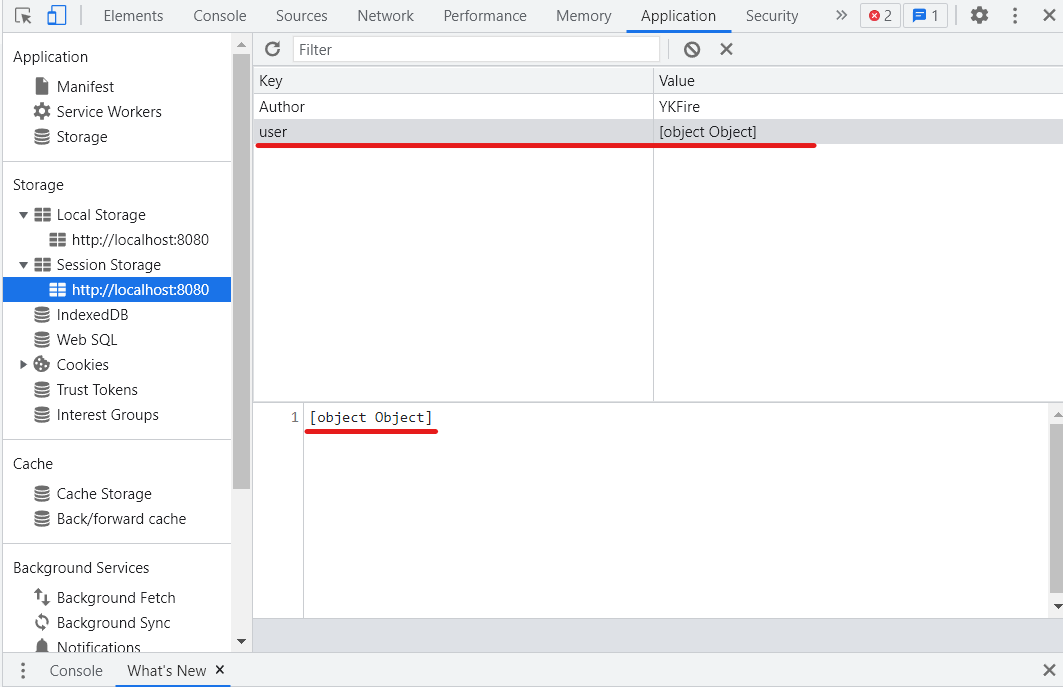 Elements Console Sources Network Performance Memory Application Security » 2 1
Application
Manifest
Service Workers
Storage
Storage
Local Storage
http://localhost:8080
Session Storage
http://localhost:8080
IndexedDB
Web SQL
Cookies
Trust Tokens
Interest Groups
Cache
Cache Storage
Back/forward cache
Background Services
Background Fetch
Background Sync
Notifications
Filter
Key Value
Author YKFire
user [object Object]
1 [object Object]
Console What's New